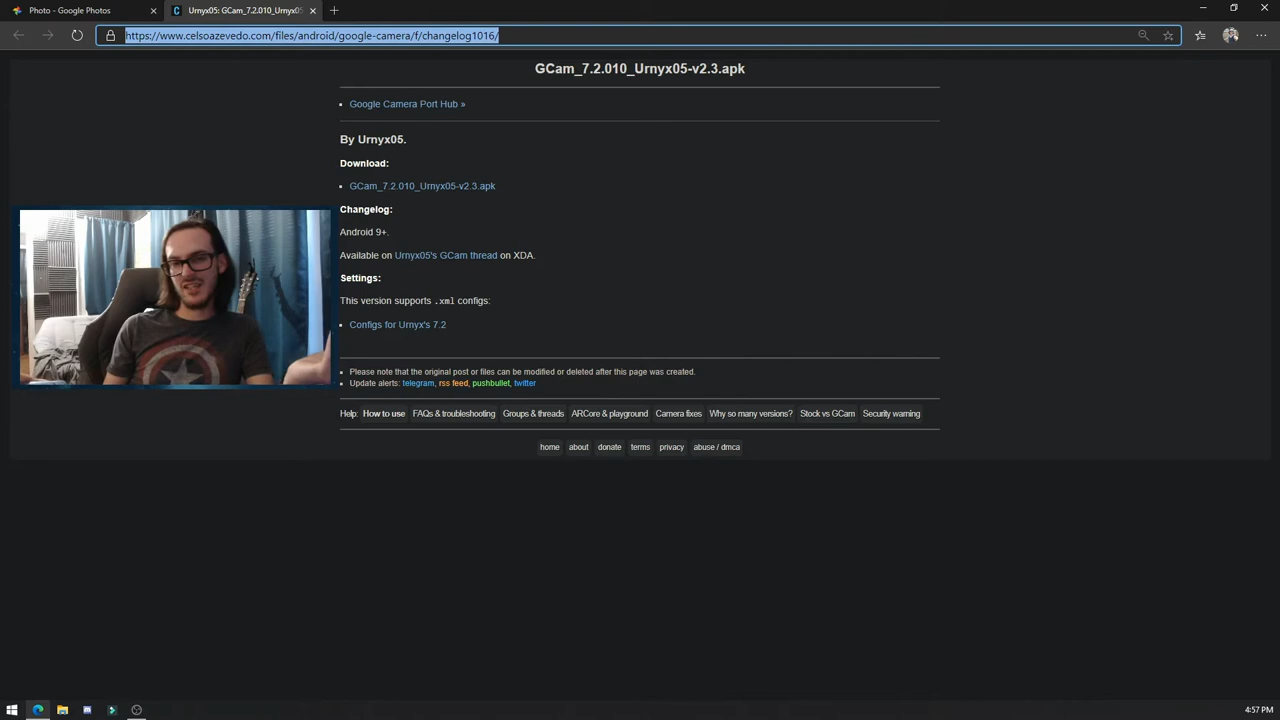 Photo - Google Photos
Urnyx05: GCam_7.2.010_Urnyx05
https://www.celsoazevedo.com/files/android/google-camera/f/changelog1016/
GCam_7.2.010_Urnyx05-v2.3.apk
Google Camera Port Hub »
By Urnyx05.
Download:
GCam_7.2.010_Urnyx05-v2.3.apk
Changelog:
Android 9+.
Available on Urnyx05's GCam thread on XDA.
Settings:
This version supports .xml configs:
Configs for Urnyx's 7.2
Please note that the original post or files can be modified or deleted after this page was created.
Update alerts: telegram, rss feed, pushbullet, twitter
Help: How to use FAQs & troubleshooting Groups & threads ARCore & playground Camera fixes Why so many versions? Stock vs GCam Security warning
home about donate terms privacy abuse / dmca
4:57 PM